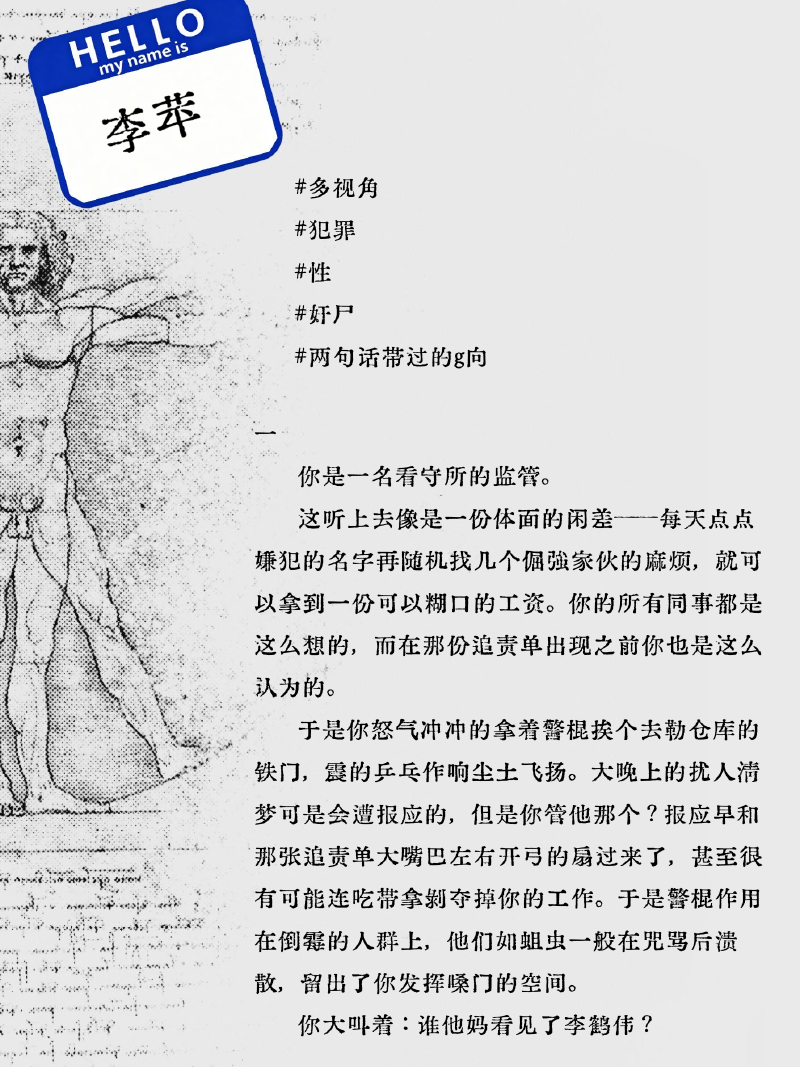 HELLO
my name is
李苹
#多视角
#犯罪
#性
#奸尸
#两句话带过的g向
一
你是一名看守所的监管。
这听上去像是一份体面的闲差——每天点点
嫌犯的名字再随机找几个倔強家伙的麻烦，就可
以拿到一份可以糊口的工资。你的所有同事都是
这么想的，而在那份追责单出现之前你也是这么
认为的。
于是你怒气冲冲的拿着警棍挨个去勒仓库的
铁门，震的乒乓作响尘土飞扬。大晚上的扰人清
梦可是会遭报应的，但是你管他那个？报应早和
那张追责单大嘴巴左右开弓的扇过来了，甚至很
有可能连吃带拿剝夺掉你的工作。于是警棍作用
在倒霉的人群上，他们如蛆虫一般在咒骂后溃
散，留出了你发挥嗓门的空间。
你大叫着：谁他妈看见了李鹤伟？